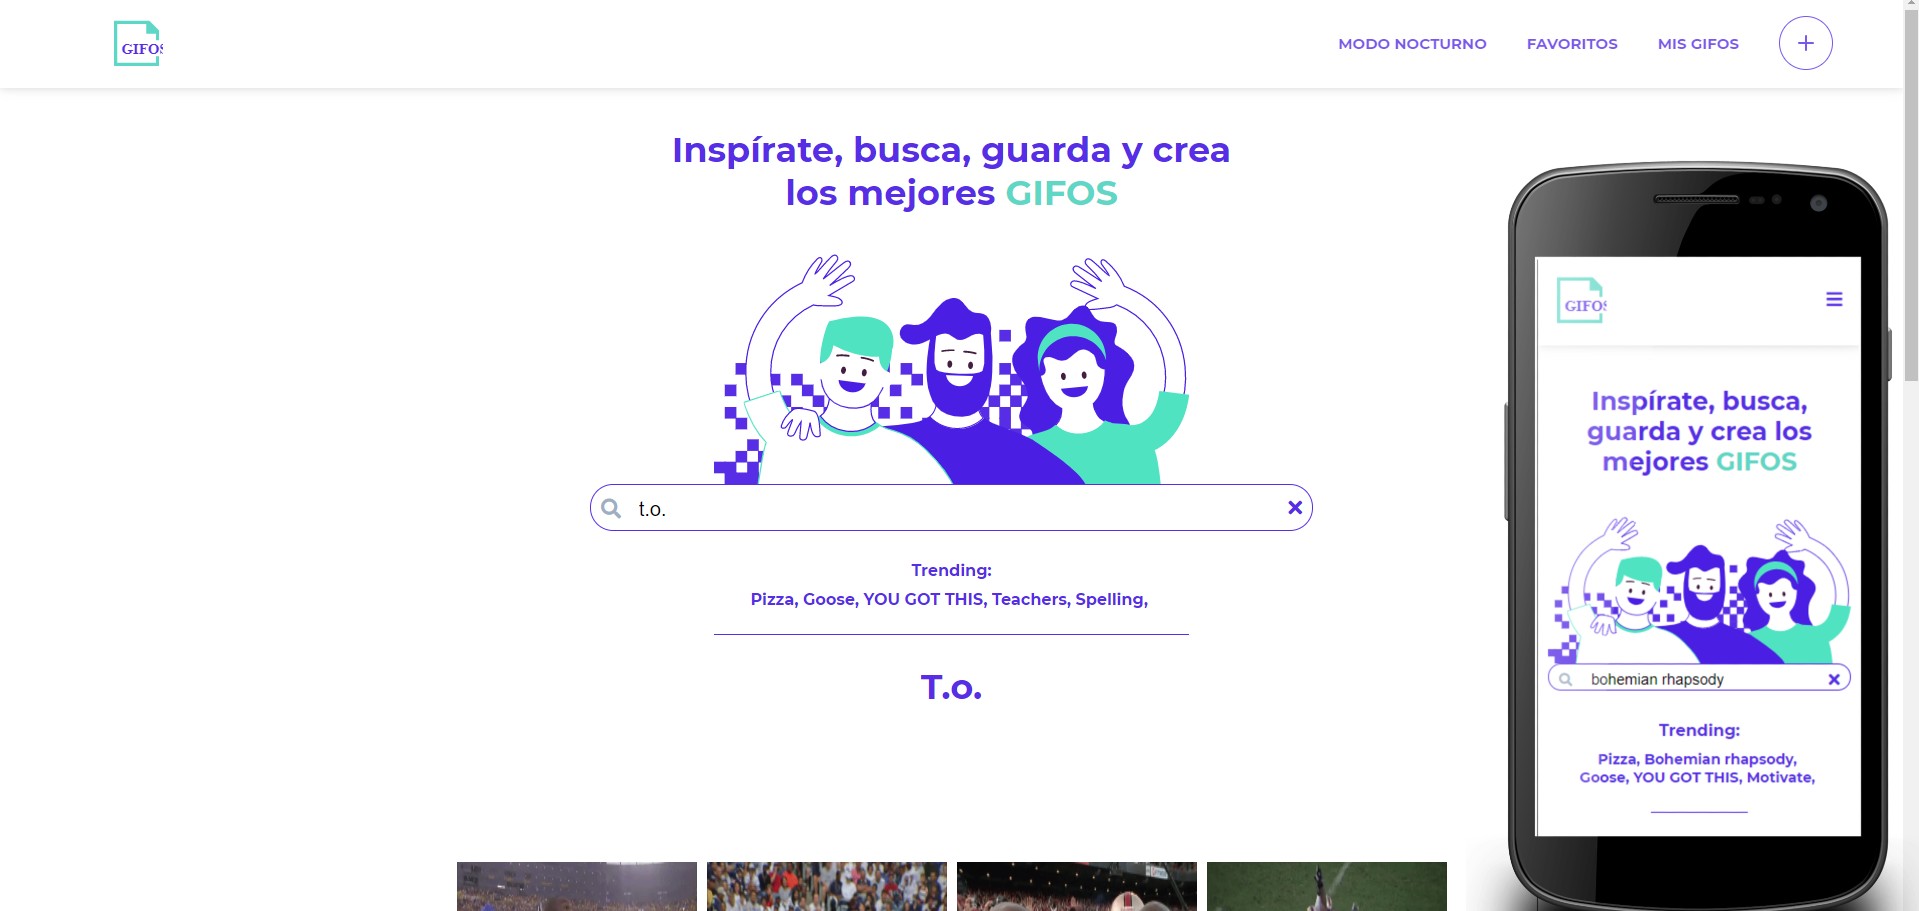 GIFOS
MODO NOCTURNO
FAVORITOS
MIS GIFOS
+
Inspírate, busca, guarda y crea
los mejores GIFOS
t.o.
Trending:
Pizza, Goose, YOU GOT THIS, Teachers, Spelling,
T.o.
GIFOS
Inspírate, busca,
guarda y crea los
mejores GIFOS
bohemian rhapsody
Trending:
Pizza, Bohemian rhapsody,
Goose, YOU GOT THIS, Motivate,